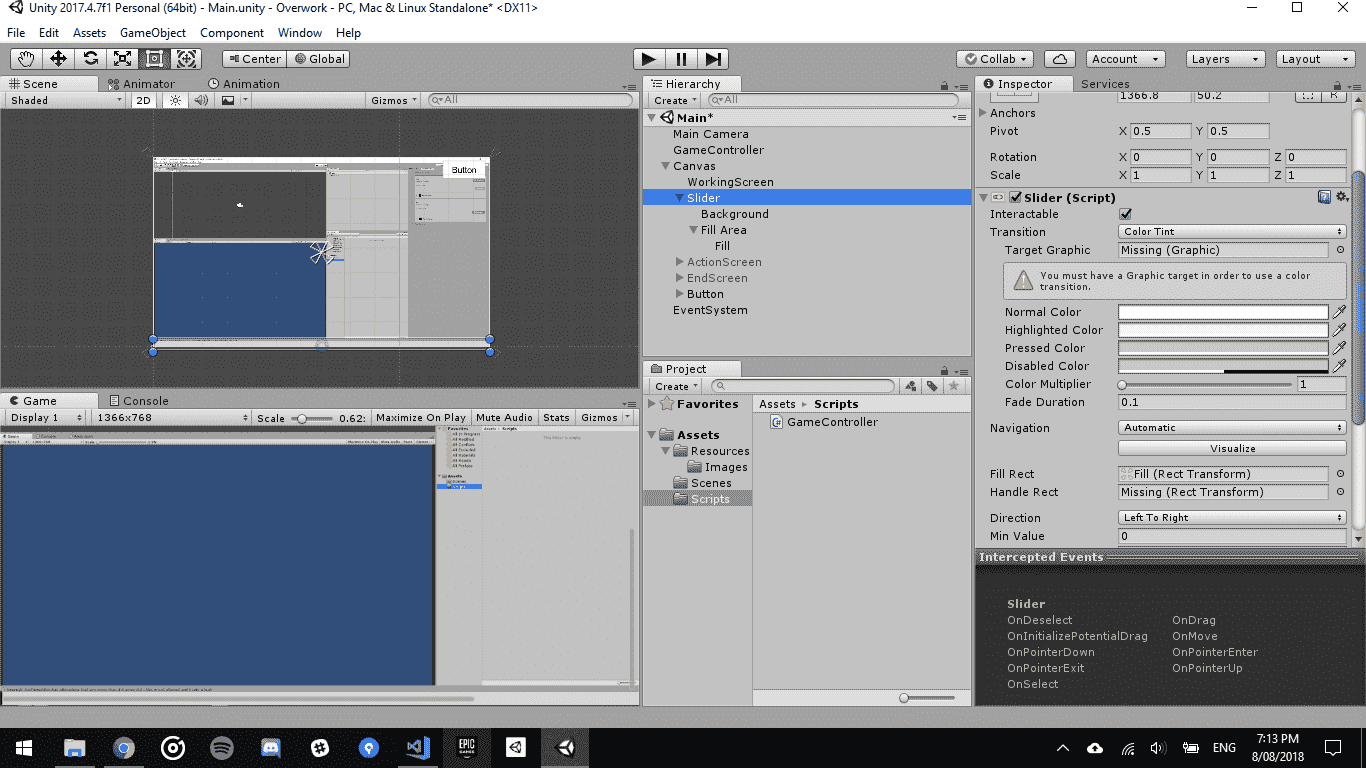 Unity 2017.4.7f1 Personal (64bit) - Main.unity - Overwork - PC, Mac & Linux Standalone* <DX11>
File Edit Assets GameObject Component Window Help
Center Global Collab Account Layers Layout
Scene Animator Animation
Shaded 2D Gizmos All
Button
Game Console
Display 1 1366x768 Scale 0.62: Maximize On Play Mute Audio Stats Gizmos
Hierarchy
Create All
Main*
Main Camera
GameController
Canvas
WorkingScreen
Slider
Background
Fill Area
Fill
ActionScreen
EndScreen
Button
EventSystem
Project
Create
Favorites
Assets
Resources
Images
Scenes
Scripts
Assets Scripts
GameController
Inspector Services
1366.8 50.2 R
Anchors
Pivot X 0.5 Y 0.5
Rotation X 0 Y 0 Z 0
Scale X 1 Y 1 Z 1
Slider (Script)
Interactable
Transition Color Tint
Target Graphic Missing (Graphic)
You must have a Graphic target in order to use a color
transition.
Normal Color
Highlighted Color
Pressed Color
Disabled Color
Color Multiplier 1
Fade Duration 0.1
Navigation Automatic
Visualize
Fill Rect Fill (Rect Transform)
Handle Rect Missing (Rect Transform)
Direction Left To Right
Min Value 0
Intercepted Events
Slider
OnDeselect OnDrag
OnInitializePotentialDrag OnMove
OnPointerDown OnPointerEnter
OnPointerExit OnPointerUp
OnSelect
EPIC
GAMES
ENG
7:13 PM
8/08/2018